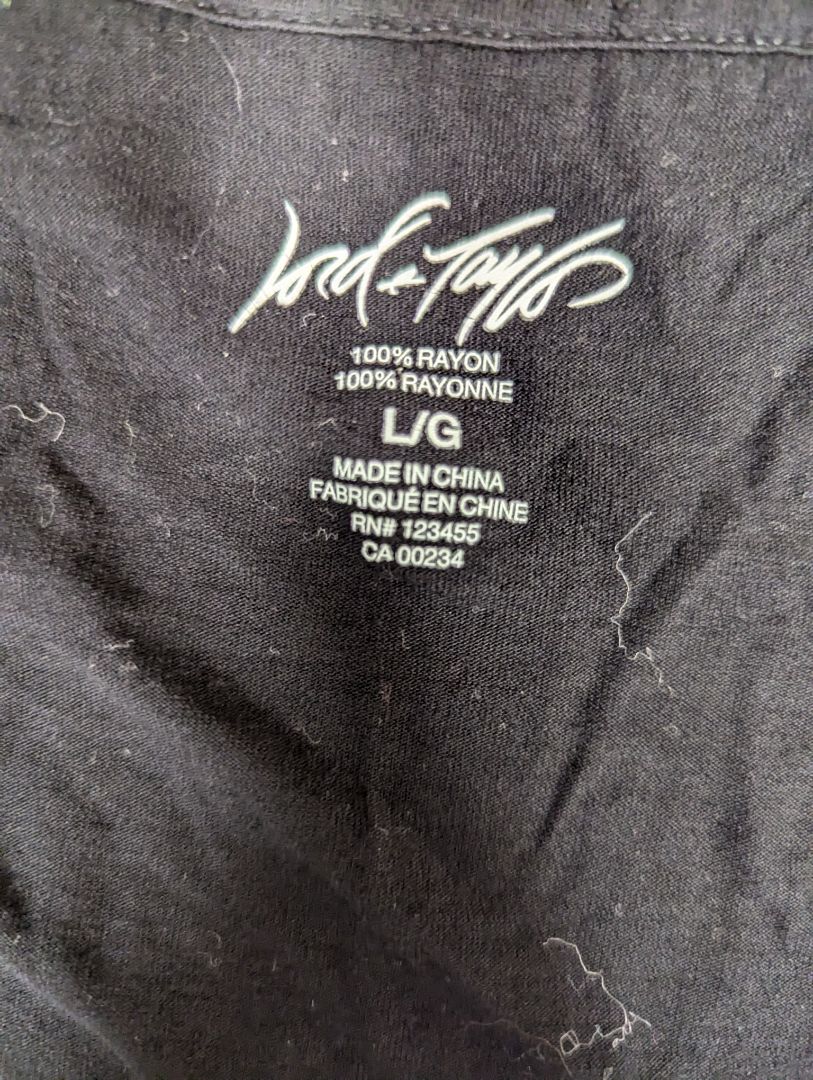 Lord & Taylor
100% RAYON
100% RAYONNE
L/G
MADE IN CHINA
FABRIQUÉ EN CHINE
RN# 123455
CA 00234